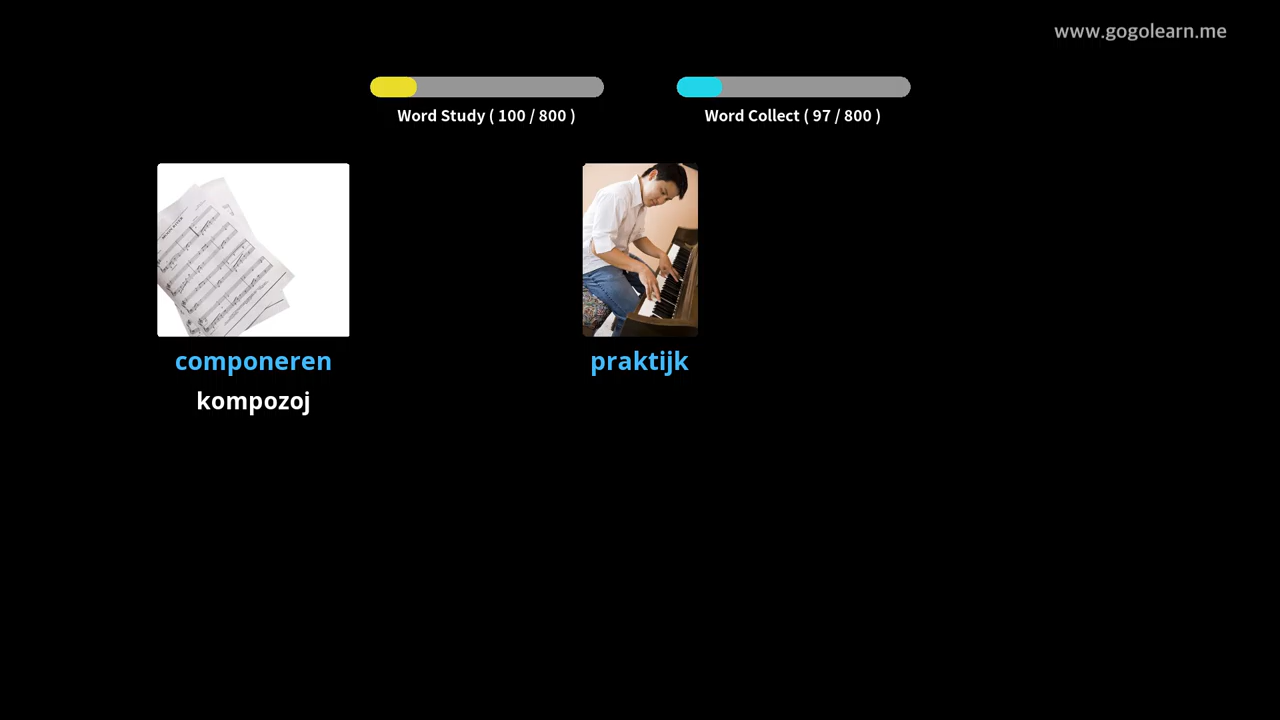 www.gogolearn.me
Word Study ( 100 / 800 )
Word Collect ( 97 / 800 )
componeren
praktijk
kompozoj